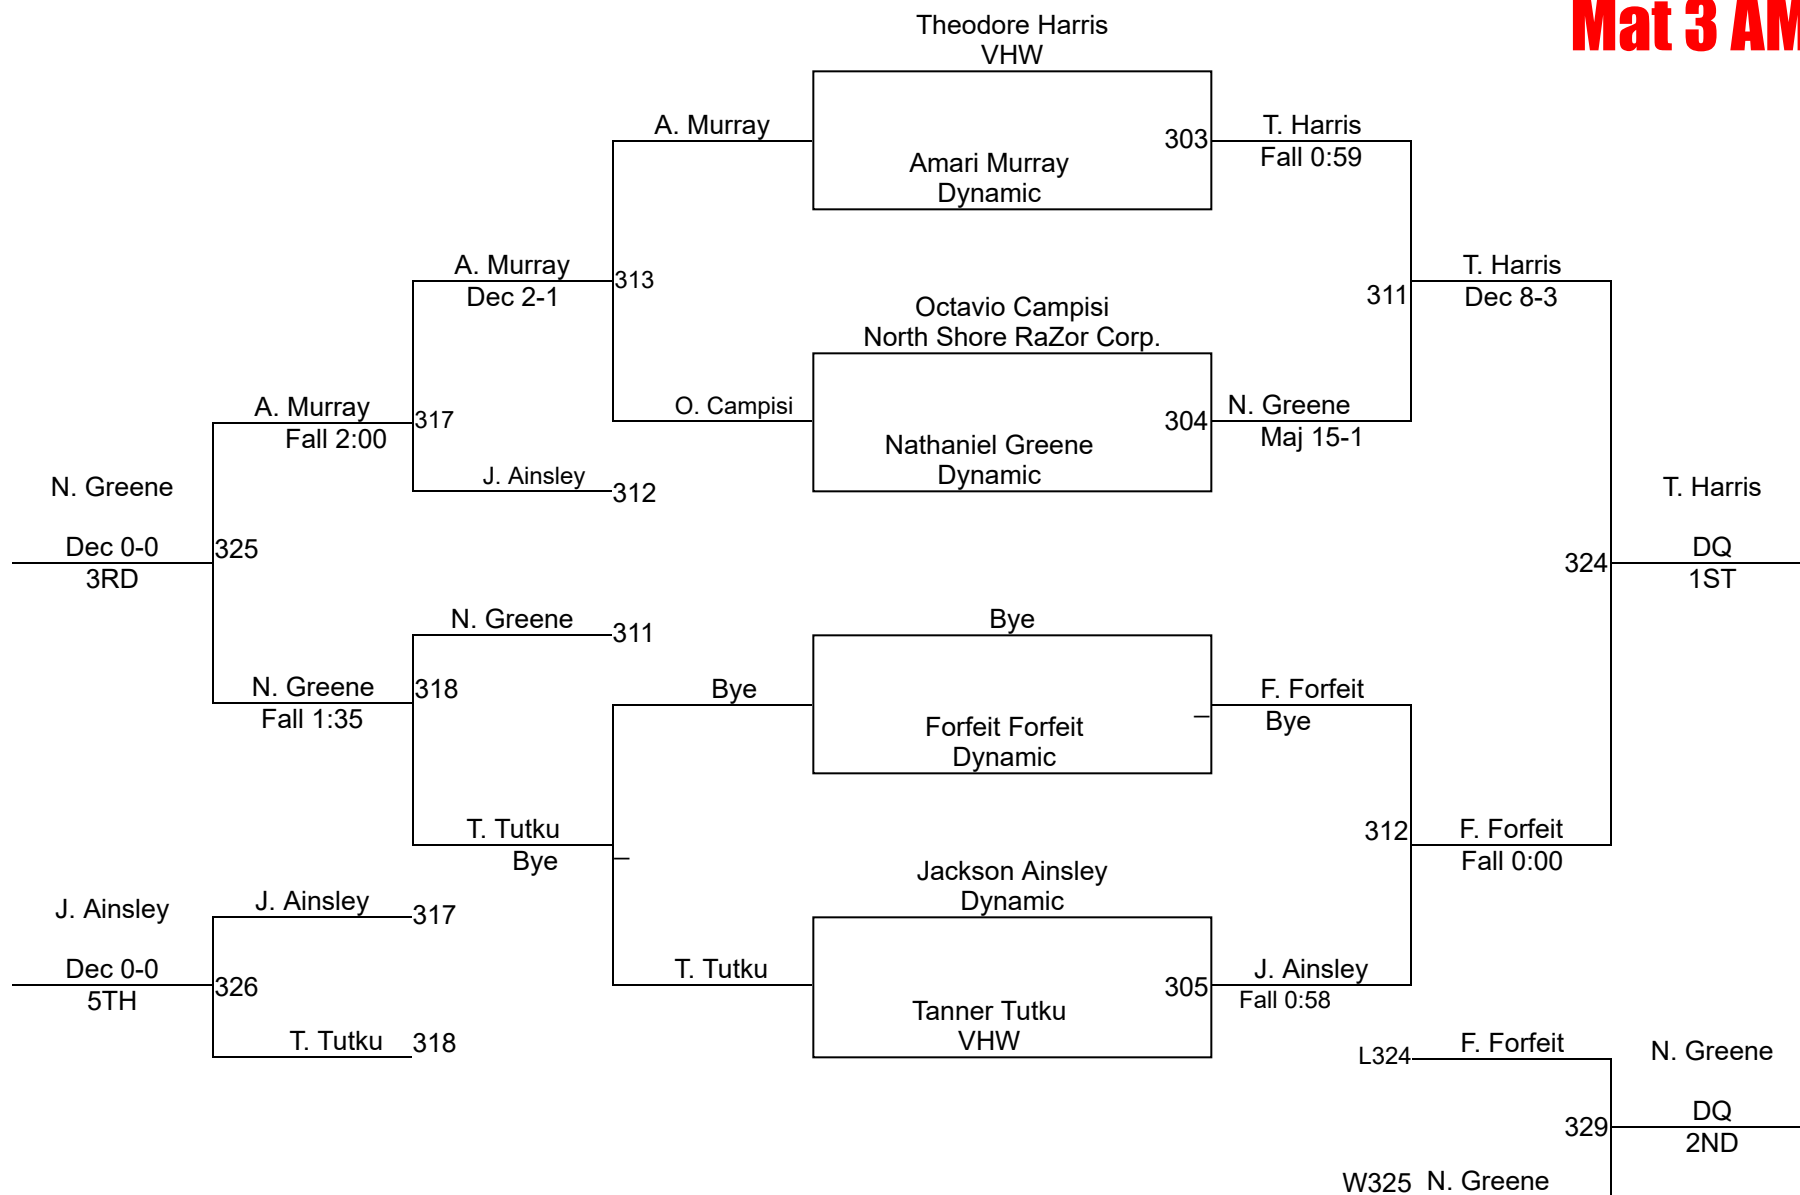 Mat 3 AM
Theodore Harris
VHW
A. Murray
303
T. Harris
Fall 0:59
Amari Murray
Dynamic
A. Murray
Dec 2-1
313
T. Harris
Dec 8-3
311
Octavio Campisi
North Shore RaZor Corp.
A. Murray
Fall 2:00
317
O. Campisi
304
N. Greene
Maj 15-1
Nathaniel Greene
Dynamic
J. Ainsley
312
N. Greene
Dec 0-0
3RD
325
T. Harris
DQ
1ST
324
N. Greene
311
Bye
N. Greene
Fall 1:35
318
Bye
F. Forfeit
Bye
Forfeit Forfeit
Dynamic
T. Tutku
Bye
312
F. Forfeit
Fall 0:00
Jackson Ainsley
Dynamic
J. Ainsley
Dec 0-0
5TH
J. Ainsley
317
326
T. Tutku
318
T. Tutku
305
J. Ainsley
Fall 0:58
Tanner Tutku
VHW
L324
F. Forfeit
N. Greene
DQ
2ND
329
W325
N. Greene